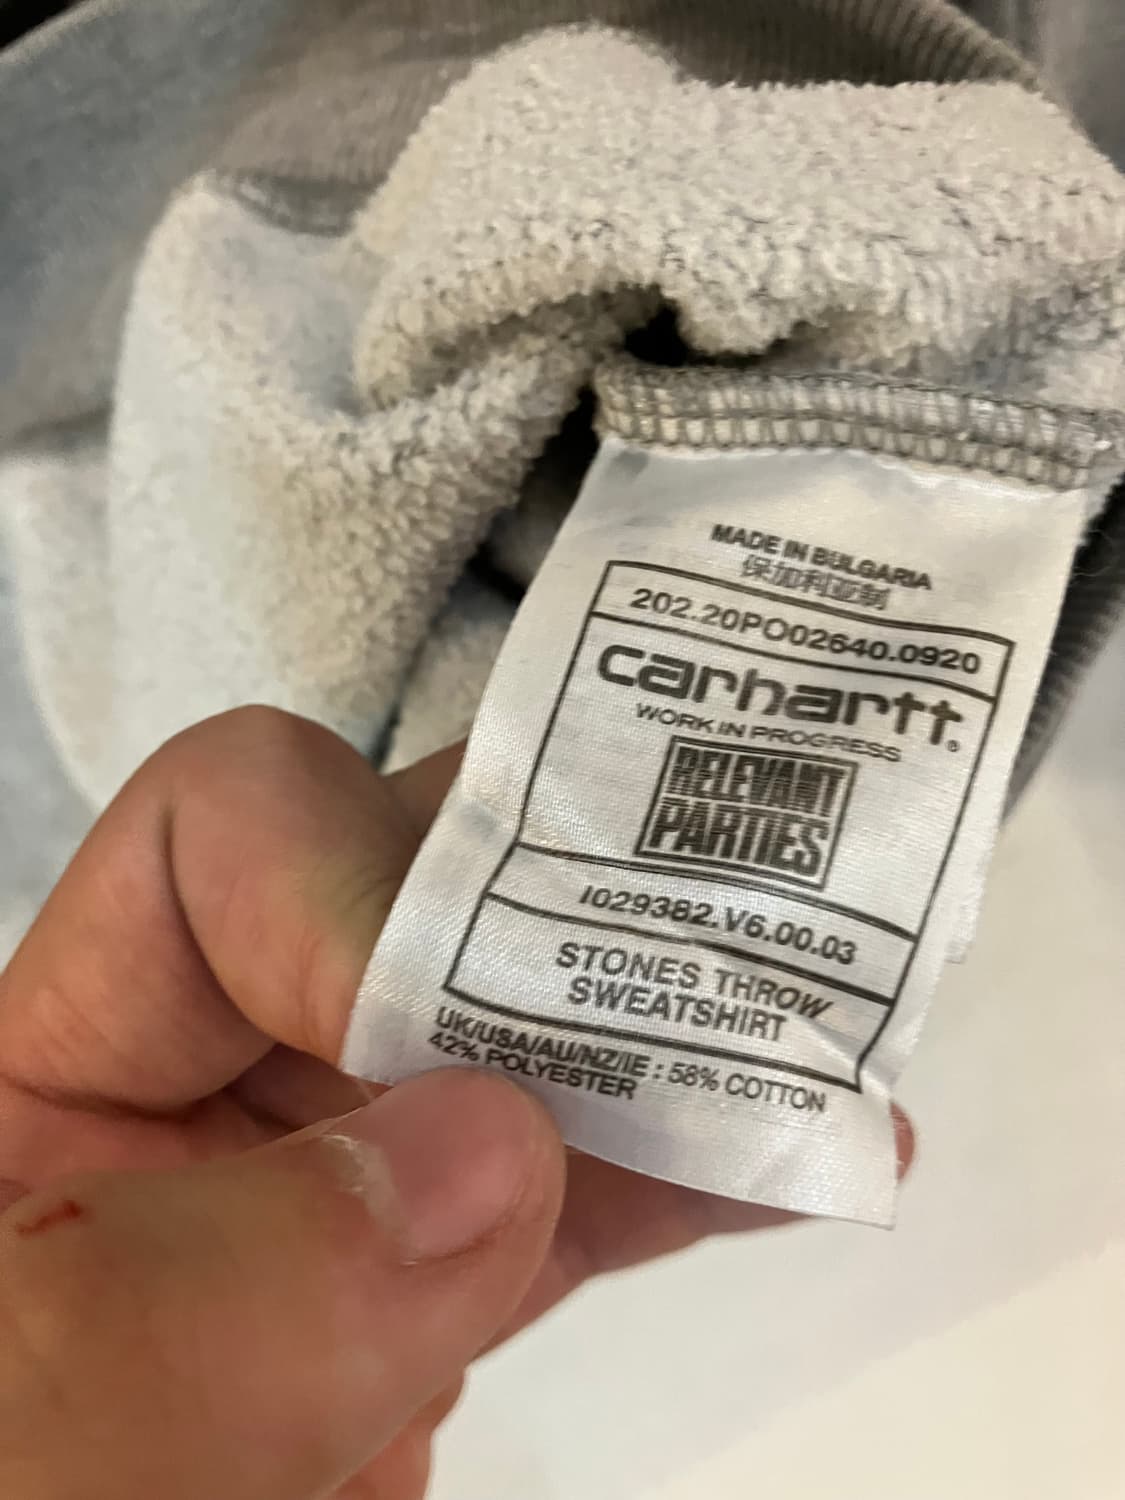 MADE IN BULGARIA
保加利亚制
202.20PO02640.0920
carhartt®
WORK IN PROGRESS
RELEVANT
PARTIES
I029382.V6.00.03
STONES THROW
SWEATSHIRT
UK/USA/AU/NZ/IE : 58% COTTON
42% POLYESTER